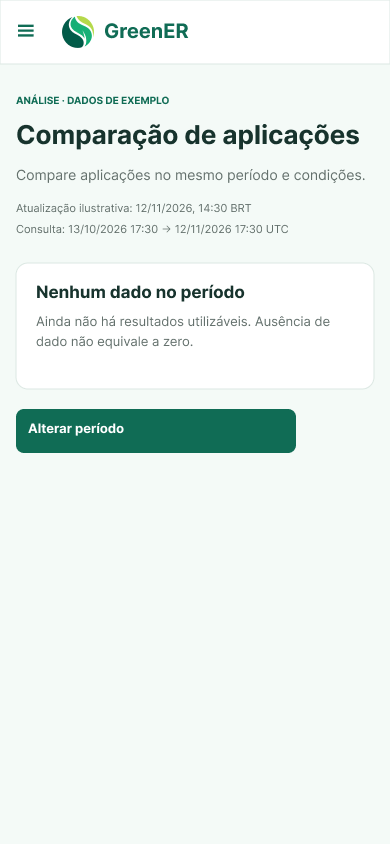 GreenER
ANÁLISE · DADOS DE EXEMPLO
Comparação de aplicações
Compare aplicações no mesmo período e condições.
Atualização ilustrativa: 12/11/2026, 14:30 BRT
Consulta: 13/10/2026 17:30 → 12/11/2026 17:30 UTC
Nenhum dado no período
Ainda não há resultados utilizáveis. Ausência de
dado não equivale a zero.
Alterar período